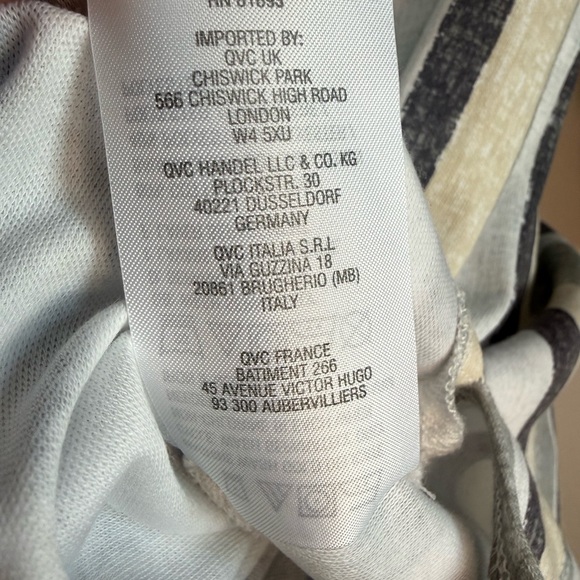 RN 81693
IMPORTED BY:
QVC UK
CHISWICK PARK
566 CHISWICK HIGH ROAD
LONDON
W4 5XU
QVC HANDEL LLC & CO. KG
PLOCKSTR. 30
40221 DUSSELDORF
GERMANY
QVC ITALIA S.R.L
VIA GUZZINA 18
20861 BRUGHERIO (MB)
ITALY
QVC FRANCE
BATIMENT 266
45 AVENUE VICTOR HUGO
93 300 AUBERVILLIERS